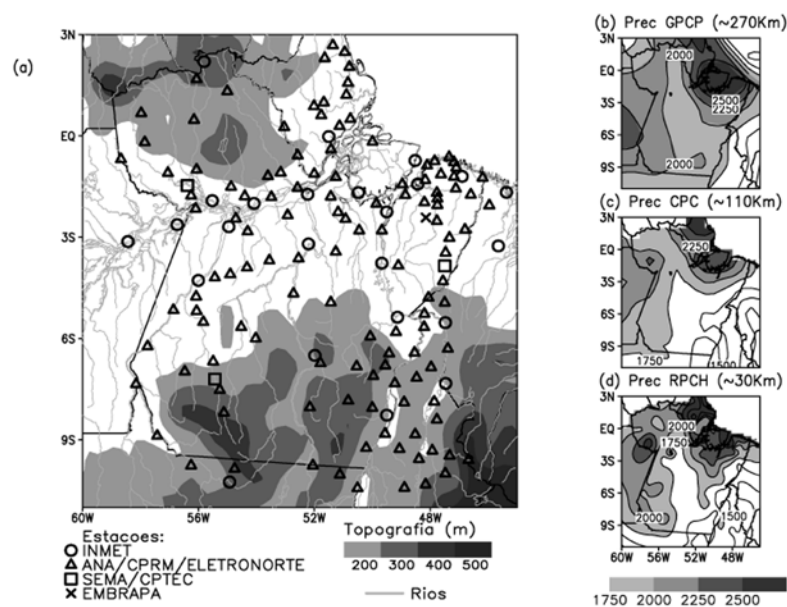 (a)
3N
EQ
3S
6S
9S
60W 56W 52W 48W
Estacoes:
INMET
ANA/CPRM/ELETRONORTE
SEMA/CPTEC
EMBRAPA
Topografia (m)
200 300 400 500
Rios
(b) Prec GPCP (~270Km)
3N
EQ
3S
6S
9S
2000
2500
2250
2000
(c) Prec CPC (~110Km)
3N
EQ
3S
6S
9S
2250
1750
1500
(d) Prec RPCH (~30Km)
3N
EQ
3S
6S
9S
2000
1750
2000
1500
60W 56W 52W 48W
1750 2000 2250 2500